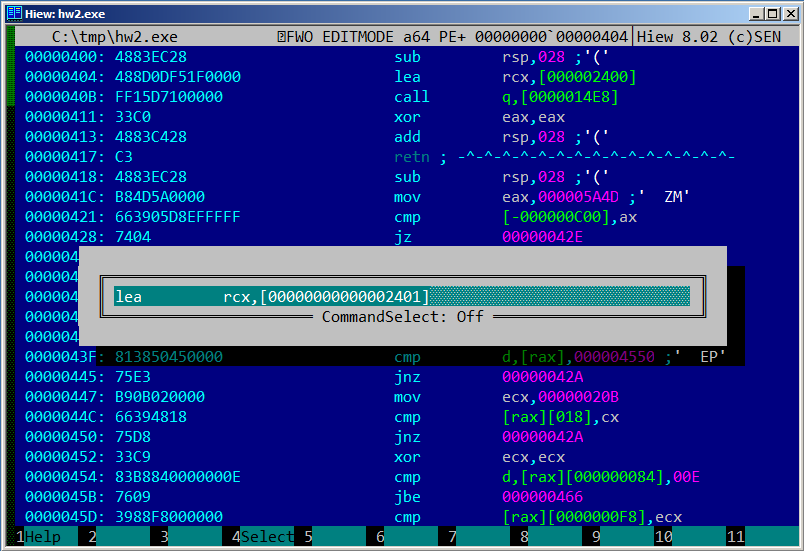 Hiew: hw2.exe
C:\tmp\hw2.exe FWO EDITMODE a64 PE+ 00000000`00000404 Hiew 8.02 (c)SEN
00000400: 4883EC28 sub rsp,028 ;'('
00000404: 488D0DF51F0000 lea rcx,[000002400]
0000040B: FF15D7100000 call q,[0000014E8]
00000411: 33C0 xor eax,eax
00000413: 4883C428 add rsp,028 ;'('
00000417: C3 retn ; -^-^-^-^-^-^-^-^-^-^-^-^-^-^-^-
00000418: 4883EC28 sub rsp,028 ;'('
0000041C: B84D5A0000 mov eax,000005A4D ;'  ZM'
00000421: 663905D8EFFFFF cmp [-000000C00],ax
00000428: 7404 jz 00000042E
000004
000004
000004
000004
000004
lea rcx,[00000000000002401]
CommandSelect: Off
0000043F: 813850450000 cmp d,[rax],000004550 ;'  EP'
00000445: 75E3 jnz 00000042A
00000447: B90B020000 mov ecx,00000020B
0000044C: 66394818 cmp [rax][018],cx
00000450: 75D8 jnz 00000042A
00000452: 33C9 xor ecx,ecx
00000454: 83B8840000000E cmp d,[rax][000000084],00E
0000045B: 7609 jbe 000000466
0000045D: 3988F8000000 cmp [rax][0000000F8],ecx
1Help 2 3 4Select 5 6 7 8 9 10 11